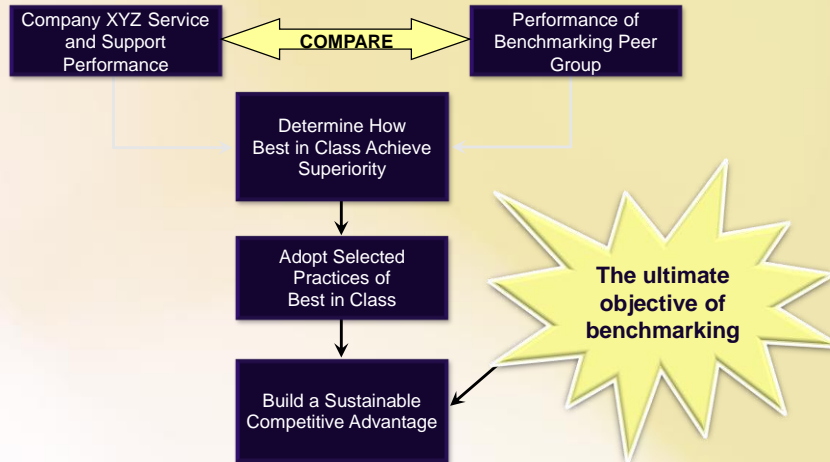 Company XYZ Service
and Support
Performance
COMPARE
Performance of
Benchmarking Peer
Group
Determine How
Best in Class Achieve
Superiority
Adopt Selected
Practices of
Best in Class
The ultimate
objective of
benchmarking
Build a Sustainable
Competitive Advantage